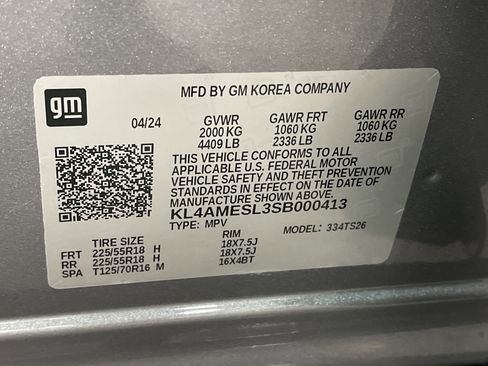 gm
MFD BY GM KOREA COMPANY
04/24 GVWR GAWR FRT GAWR RR
2000 KG 1060 KG 1060 KG
4409 LB 2336 LB 2336 LB
THIS VEHICLE CONFORMS TO ALL
APPLICABLE U.S. FEDERAL MOTOR
VEHICLE SAFETY AND THEFT PREVENTION
STANDARDS IN EFFECT ON THE DATE OF
MANUFACTURE SHOWN ABOVE.
KL4AMESL3SB000413
TYPE: MPV MODEL: 334TS26
TIRE SIZE RIM
FRT 225/55R18 H 18X7.5J
RR 225/55R18 H 18X7.5J
SPA T125/70R16 M 16X4BT